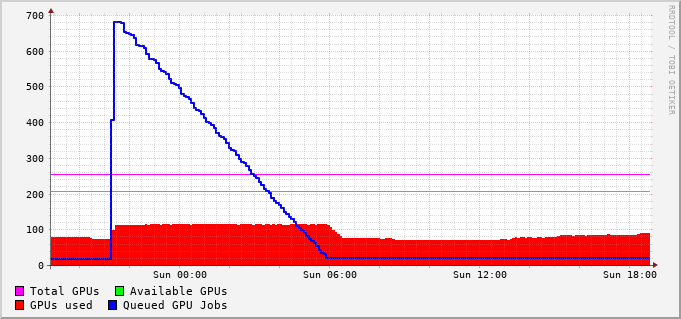 700
600
500
400
300
200
100
0
Sun 00:00 Sun 06:00 Sun 12:00 Sun 18:00
Total GPUs Available GPUs
GPUs used Queued GPU Jobs
RRDTOOL / TOBI OETIKER